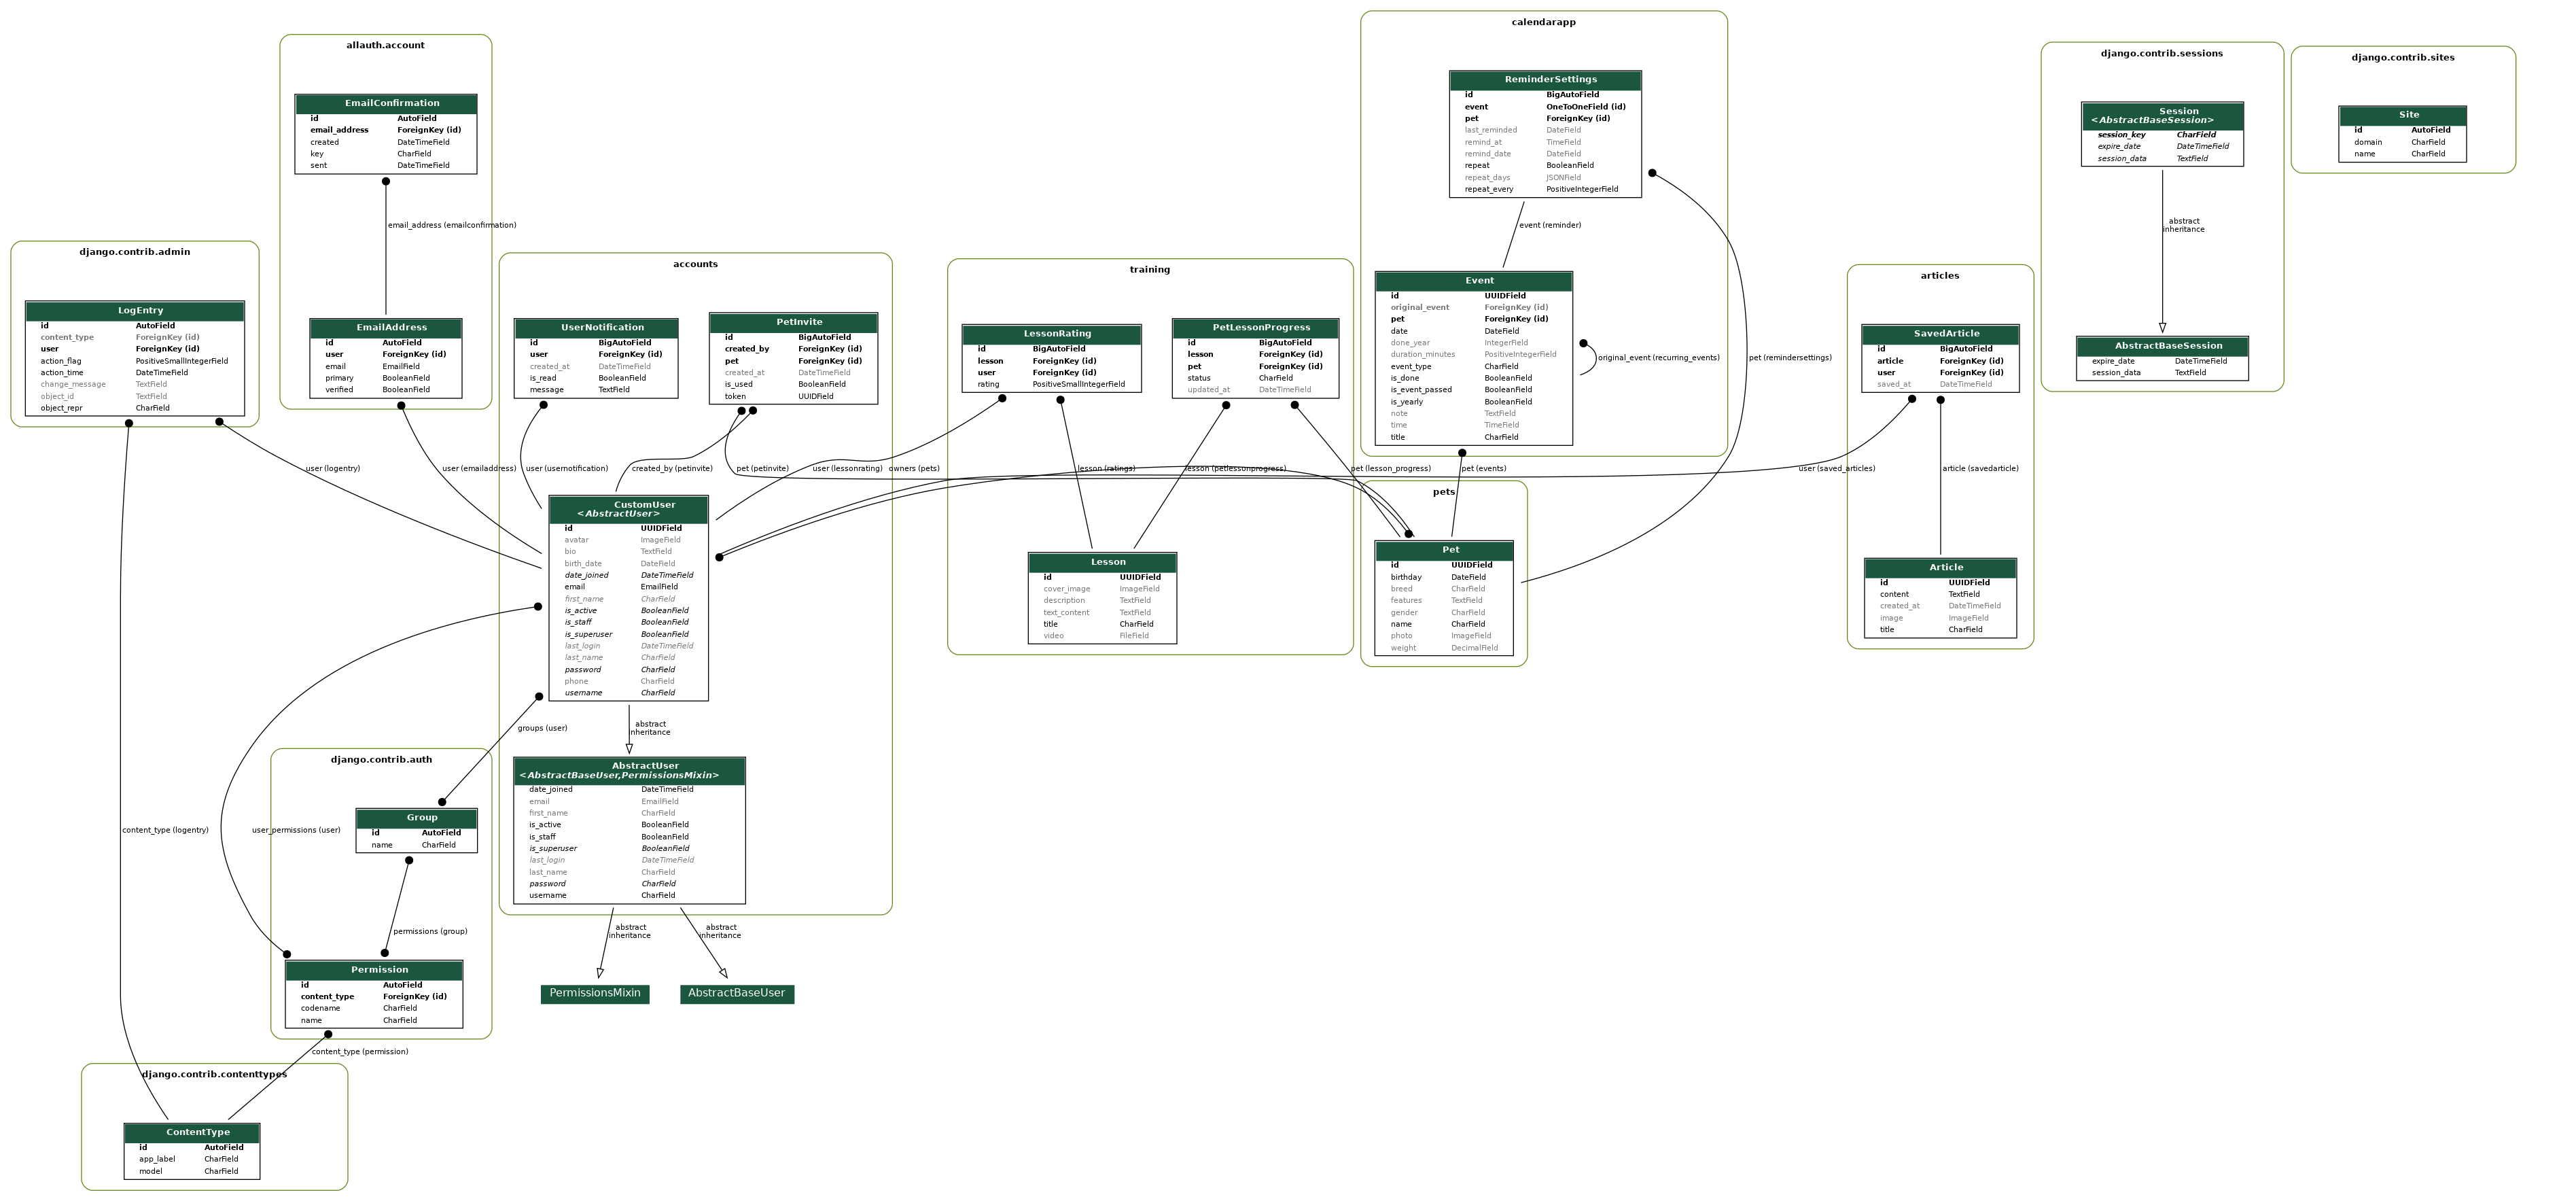 calendarapp
ReminderSettings
id BigAutoField
event OneToOneField (id)
pet ForeignKey (id)
last_reminded DateField
remind_at TimeField
remind_date DateField
repeat BooleanField
repeat_days JSONField
repeat_every PositiveIntegerField
event (reminder)
pet (remindersettings)
Event
id UUIDField
original_event ForeignKey (id)
pet ForeignKey (id)
date DateField
done_year IntegerField
duration_minutes PositiveIntegerField
event_type CharField
is_done BooleanField
is_event_passed BooleanField
is_yearly BooleanField
note TextField
time TimeField
title CharField
original_event (recurring_events)
allauth.account
EmailConfirmation
id AutoField
email_address ForeignKey (id)
created DateTimeField
key CharField
sent DateTimeField
email_address (emailconfirmation)
EmailAddress
id AutoField
user ForeignKey (id)
email EmailField
primary BooleanField
verified BooleanField
django.contrib.sessions
Session
<AbstractBaseSession>
session_key CharField
expire_date DateTimeField
session_data TextField
abstract
inheritance
AbstractBaseSession
expire_date DateTimeField
session_data TextField
django.contrib.sites
Site
id AutoField
domain CharField
name CharField
django.contrib.admin
LogEntry
id AutoField
content_type ForeignKey (id)
user ForeignKey (id)
action_flag PositiveSmallIntegerField
action_time DateTimeField
change_message TextField
object_id TextField
object_repr CharField
accounts
UserNotification
id BigAutoField
user ForeignKey (id)
created_at DateTimeField
is_read BooleanField
message TextField
PetInvite
id BigAutoField
created_by ForeignKey (id)
pet ForeignKey (id)
created_at DateTimeField
is_used BooleanField
token UUIDField
training
LessonRating
id BigAutoField
lesson ForeignKey (id)
user ForeignKey (id)
rating PositiveSmallIntegerField
PetLessonProgress
id BigAutoField
lesson ForeignKey (id)
pet ForeignKey (id)
status CharField
updated_at DateTimeField
articles
SavedArticle
id BigAutoField
article ForeignKey (id)
user ForeignKey (id)
saved_at DateTimeField
user (logentry)
user (emailaddress)
user (usernotification)
created_by (petinvite)
pet (petinvite)
user (lessonrating)
owners (pets)
lesson (ratings)
lesson (petlessonprogress)
pet (lesson_progress)
pet (events)
user (saved_articles)
article (savedarticle)
CustomUser
<AbstractUser>
id UUIDField
avatar ImageField
bio TextField
birth_date DateField
date_joined DateTimeField
email EmailField
first_name CharField
is_active BooleanField
is_staff BooleanField
is_superuser BooleanField
last_login DateTimeField
last_name CharField
password CharField
phone CharField
username CharField
Lesson
id UUIDField
cover_image ImageField
description TextField
text_content TextField
title CharField
video FileField
pets
Pet
id UUIDField
birthday DateField
breed CharField
features TextField
gender CharField
name CharField
photo ImageField
weight DecimalField
Article
id UUIDField
content TextField
created_at DateTimeField
image ImageField
title CharField
groups (user)
abstract
inheritance
AbstractUser
<AbstractBaseUser,PermissionsMixin>
date_joined DateTimeField
email EmailField
first_name CharField
is_active BooleanField
is_staff BooleanField
is_superuser BooleanField
last_login DateTimeField
last_name CharField
password CharField
username CharField
abstract
inheritance
abstract
inheritance
PermissionsMixin
AbstractBaseUser
django.contrib.auth
Group
id AutoField
name CharField
content_type (logentry)
user_permissions (user)
permissions (group)
Permission
id AutoField
content_type ForeignKey (id)
codename CharField
name CharField
content_type (permission)
django.contrib.contenttypes
ContentType
id AutoField
app_label CharField
model CharField